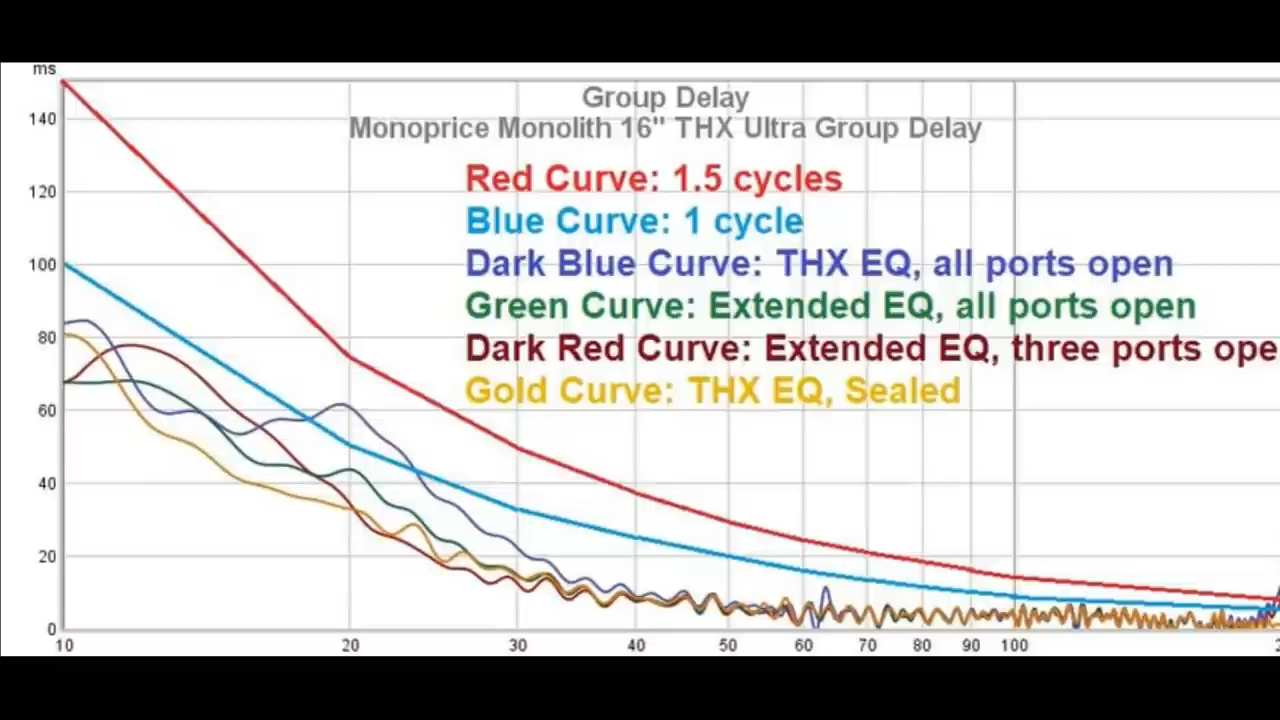 ms
Group Delay
Monoprice Monolith 16" THX Ultra Group Delay
Red Curve: 1.5 cycles
Blue Curve: 1 cycle
Dark Blue Curve: THX EQ, all ports open
Green Curve: Extended EQ, all ports open
Dark Red Curve: Extended EQ, three ports ope
Gold Curve: THX EQ, Sealed
140
120
100
80
60
40
20
0
10 20 30 40 50 60 70 80 90 100 2